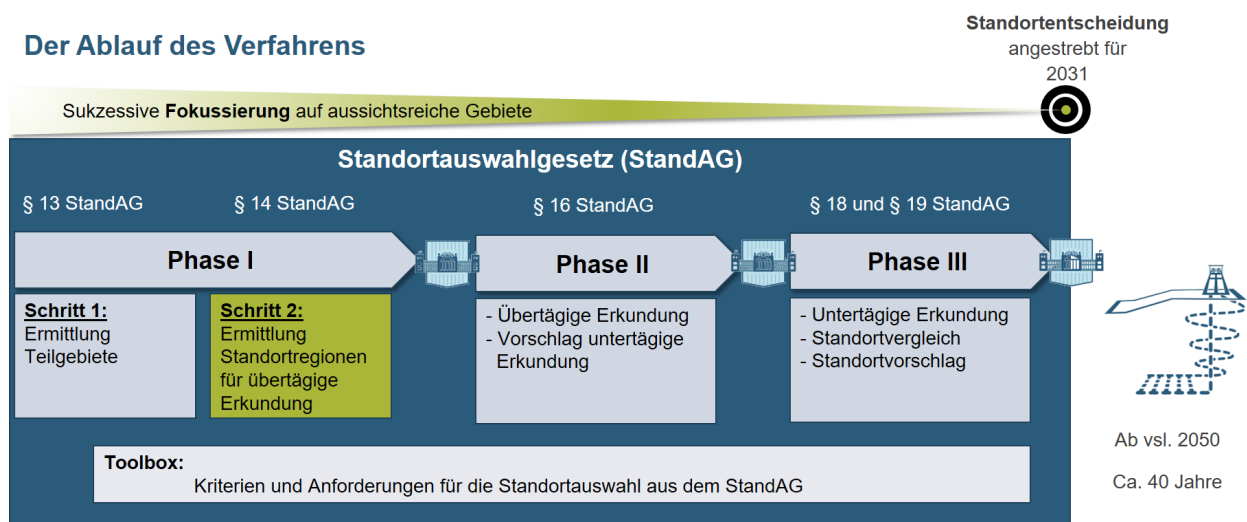 Der Ablauf des Verfahrens
Standortentscheidung
angestrebt für
2031
Sukzessive Fokussierung auf aussichtsreiche Gebiete
Standortauswahlgesetz (StandAG)
§ 13 StandAG
§ 14 StandAG
§ 16 StandAG
§ 18 und § 19 StandAG
Phase I
Phase II
Phase III
Schritt 1:
Ermittlung
Teilgebiete
Schritt 2:
Ermittlung
Standortregionen
für übertägige
Erkundung
- Übertägige Erkundung
- Vorschlag untertägige
Erkundung
- Untertägige Erkundung
- Standortvergleich
- Standortvorschlag
Toolbox:
Kriterien und Anforderungen für die Standortauswahl aus dem StandAG
Ab vsl. 2050
Ca. 40 Jahre